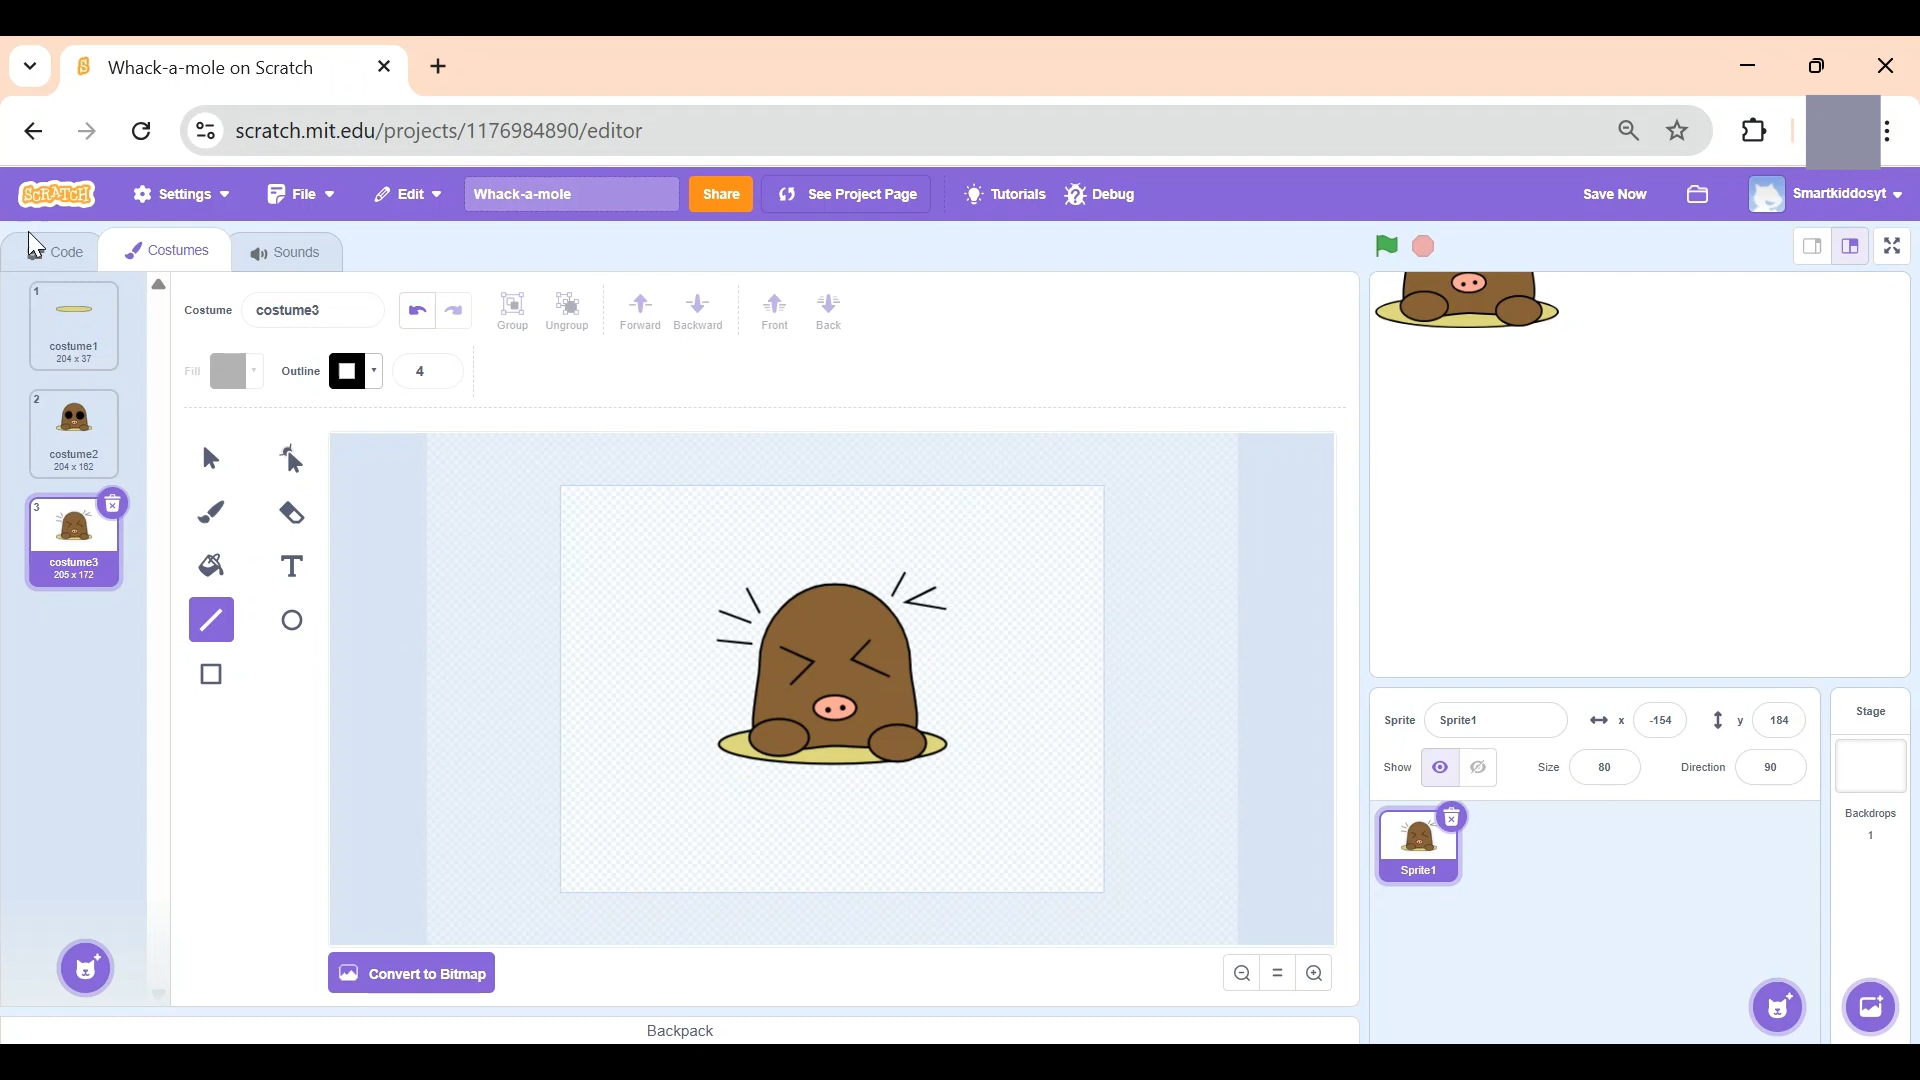 Whack-a-mole on Scratch
scratch.mit.edu/projects/1176984890/editor
SCRATCH Settings File Edit Whack-a-mole Share See Project Page Tutorials Debug Save Now Smartkiddosyt
Code Costumes Sounds
1
costume1
204 x 37
2
costume2
204 x 162
3
costume3
205 x 172
Costume costume3 Group Ungroup Forward Backward Front Back
Fill Outline 4
T
Convert to Bitmap
Backpack
Sprite Sprite1 x -154 y 184
Show Size 80 Direction 90
Sprite1
Stage
Backdrops
1